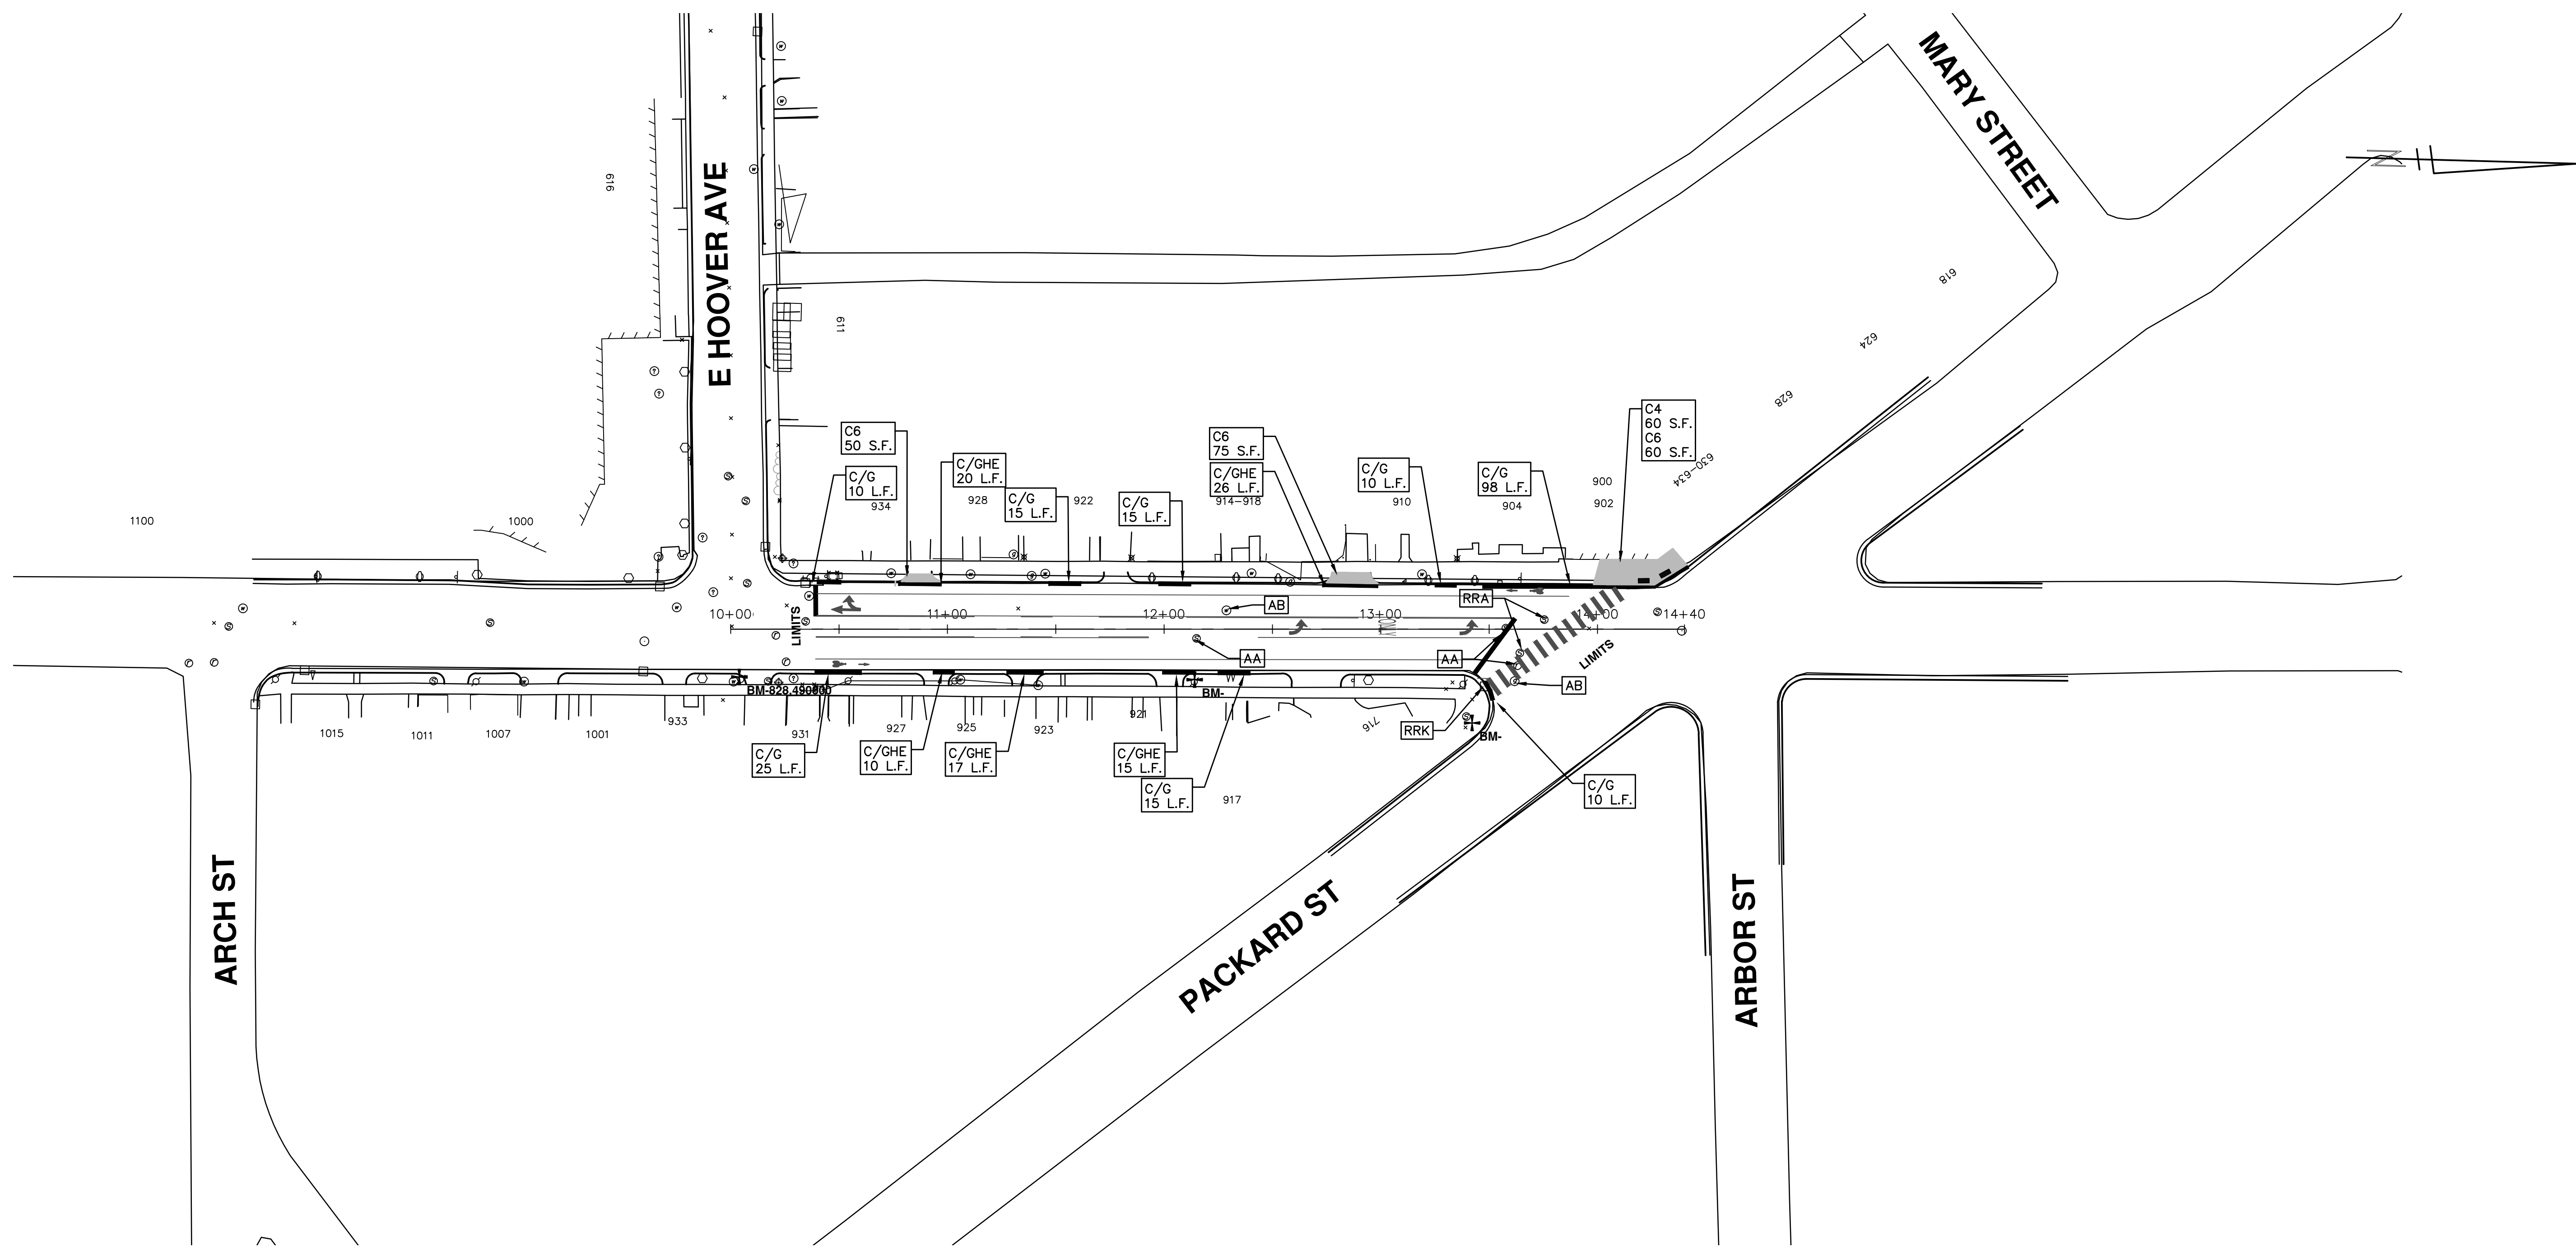 MARY STREET
E HOOVER AVE
N
616
611
618
624
628
630-634
C4
60 S.F.
C6
60 S.F.
C6
50 S.F.
C/G
10 L.F.
C/GHE
20 L.F.
C/G
15 L.F.
C/G
15 L.F.
C6
75 S.F.
C/GHE
26 L.F.
C/G
10 L.F.
C/G
98 L.F.
934
928
922
914-918
910
904
900
902
1100
1000
10+00
11+00
12+00
13+00
14+00
14+40
LIMITS
LIMITS
AB
RRA
AA
AA
AB
RRK
BM-828.490000
BM-
BM-
1015
1011
1007
1001
933
931
927
925
923
921
917
716
C/G
25 L.F.
C/GHE
10 L.F.
C/GHE
17 L.F.
C/GHE
15 L.F.
C/G
15 L.F.
C/G
10 L.F.
ARCH ST
PACKARD ST
ARBOR ST